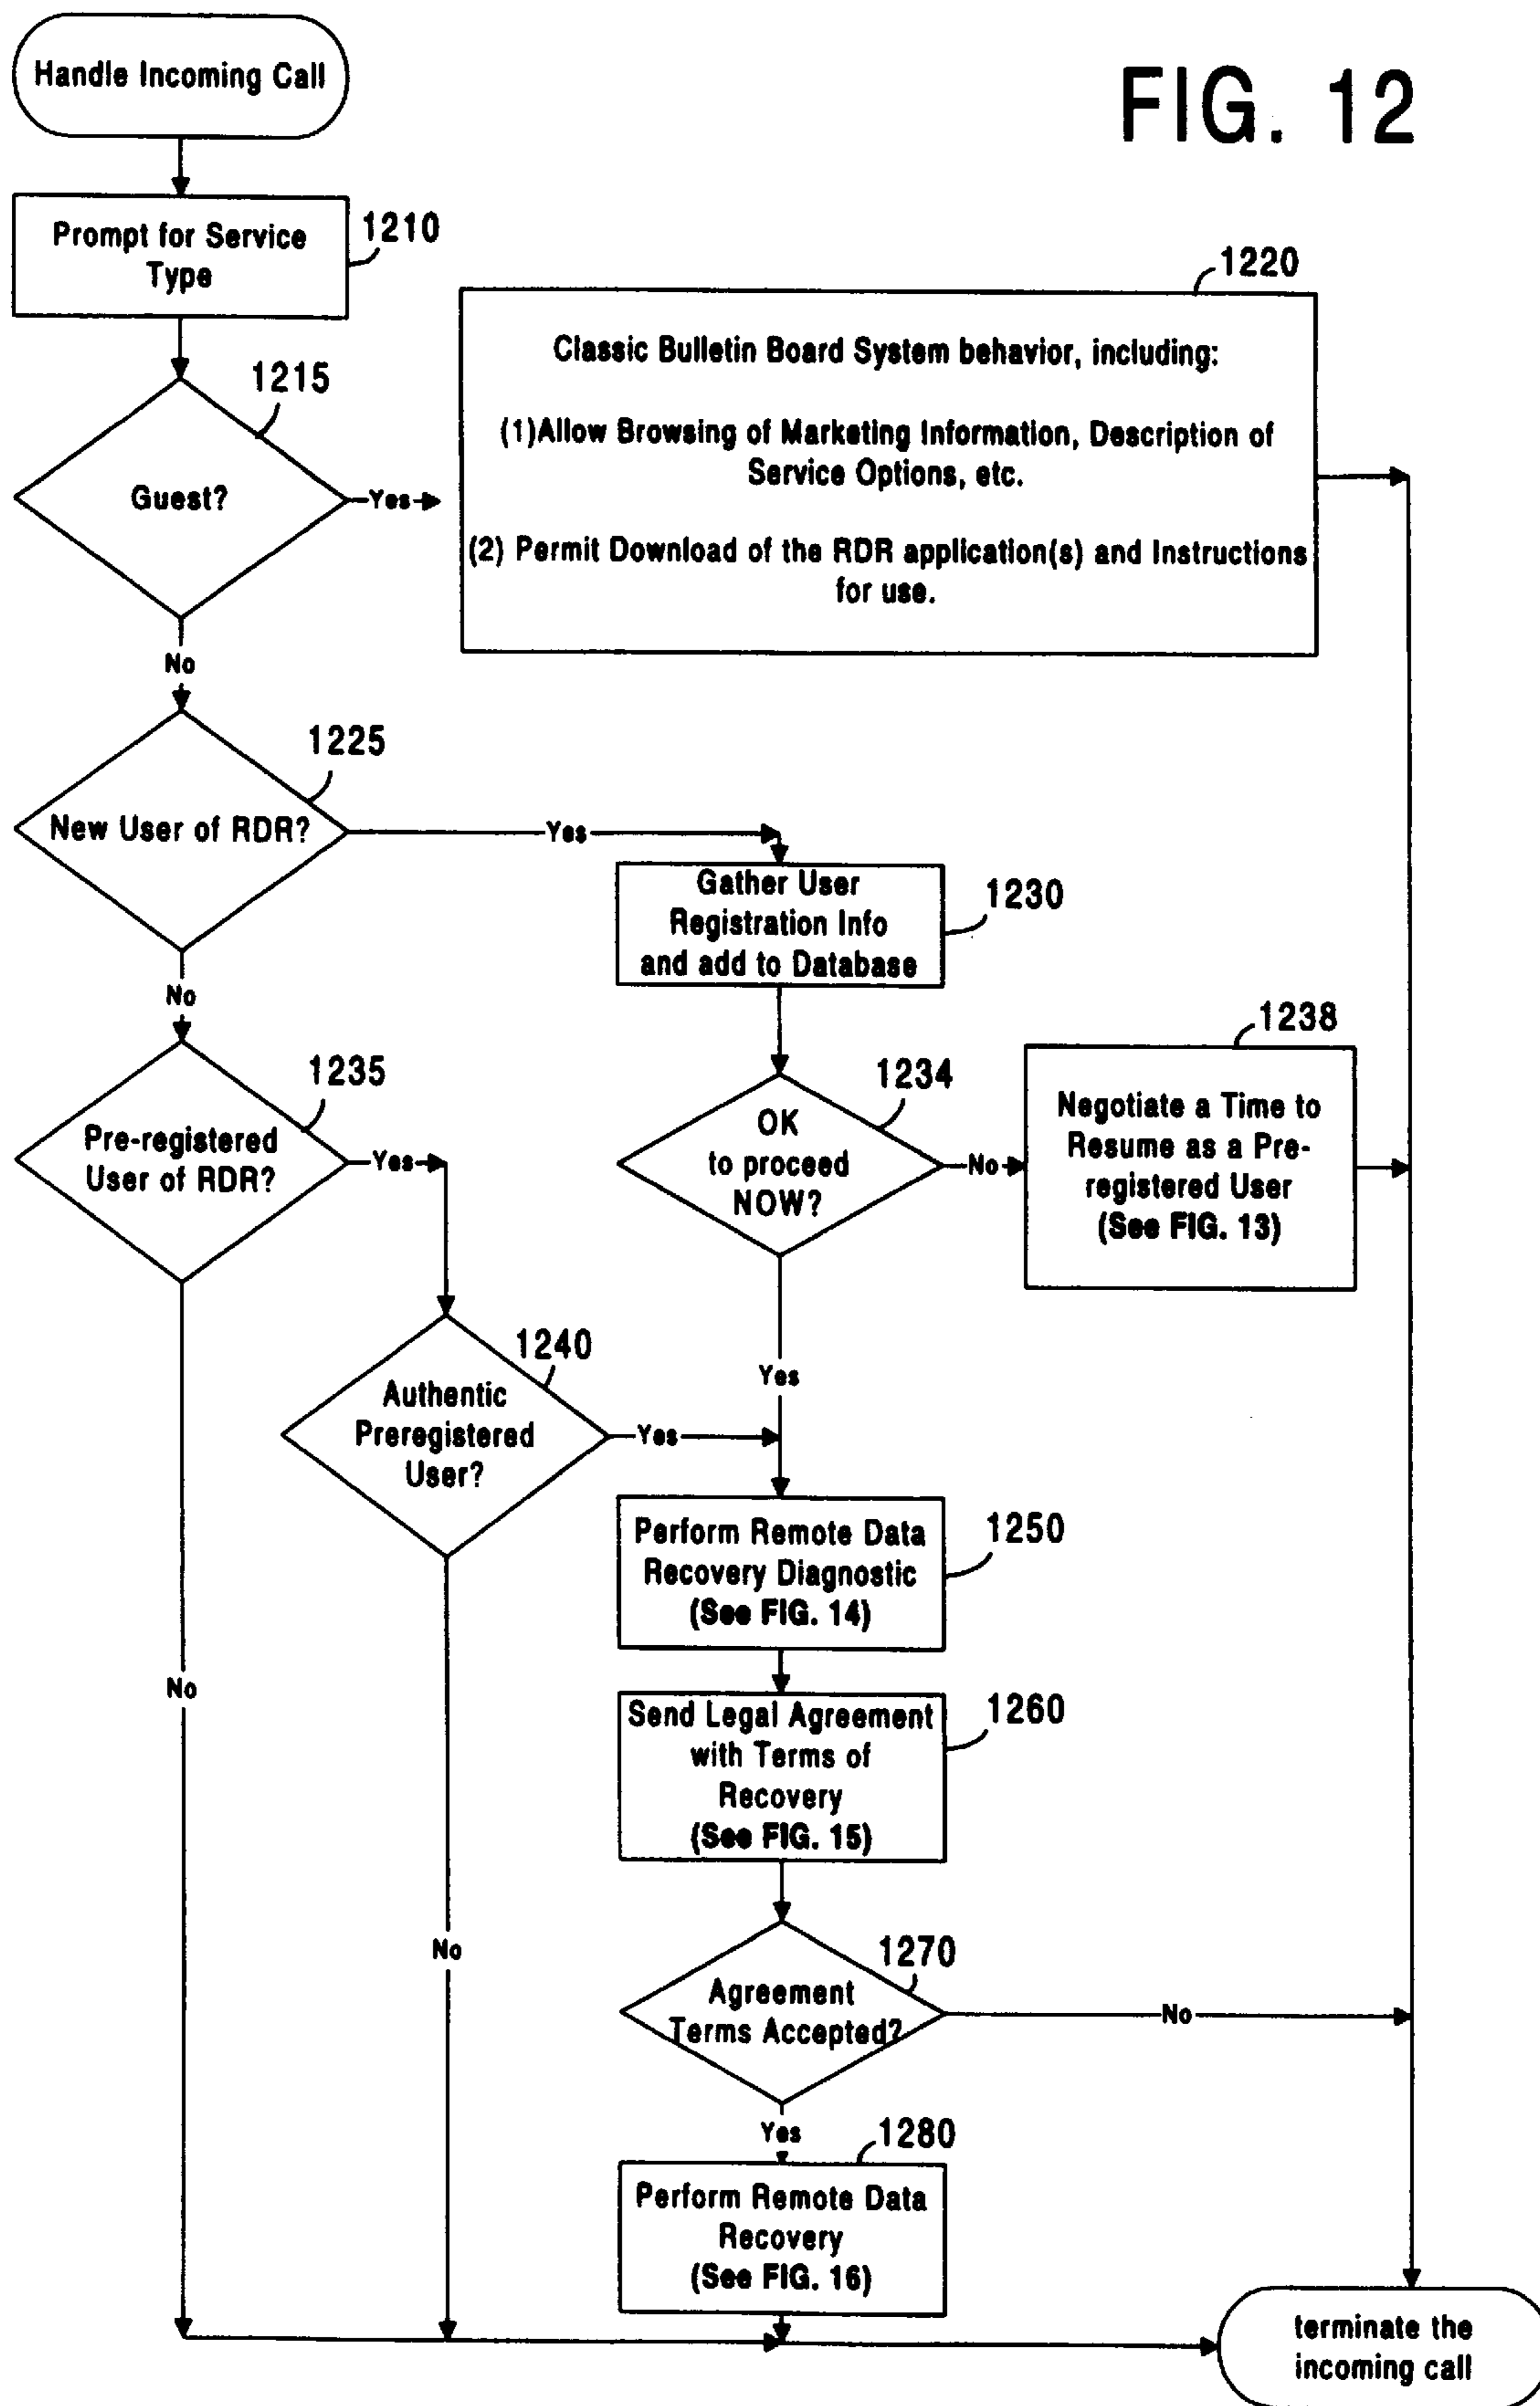 Handle Incoming Call
FIG. 12
Prompt for Service
Type
1210
1220
Classic Bulletin Board System behavior, including:
(1)Allow Browsing of Marketing Information, Description of
Service Options, etc.
(2) Permit Download of the RDR application(s) and Instructions
for use.
1215
Guest?
Yes
No
1225
New User of RDR?
Yes
Gather User
Registration Info
and add to Database
1230
No
1235
Pre-registered
User of RDR?
Yes
1234
OK
to proceed
NOW?
No
1238
Negotiate a Time to
Resume as a Pre-
registered User
(See FIG. 13)
Yes
1240
Authentic
Preregistered
User?
Yes
Perform Remote Data
Recovery Diagnostic
(See FIG. 14)
1250
No
Send Legal Agreement
with Terms of
Recovery
(See FIG. 15)
1260
No
1270
Agreement
Terms Accepted?
No
Yes
1280
Perform Remote Data
Recovery
(See FIG. 16)
terminate the
incoming call